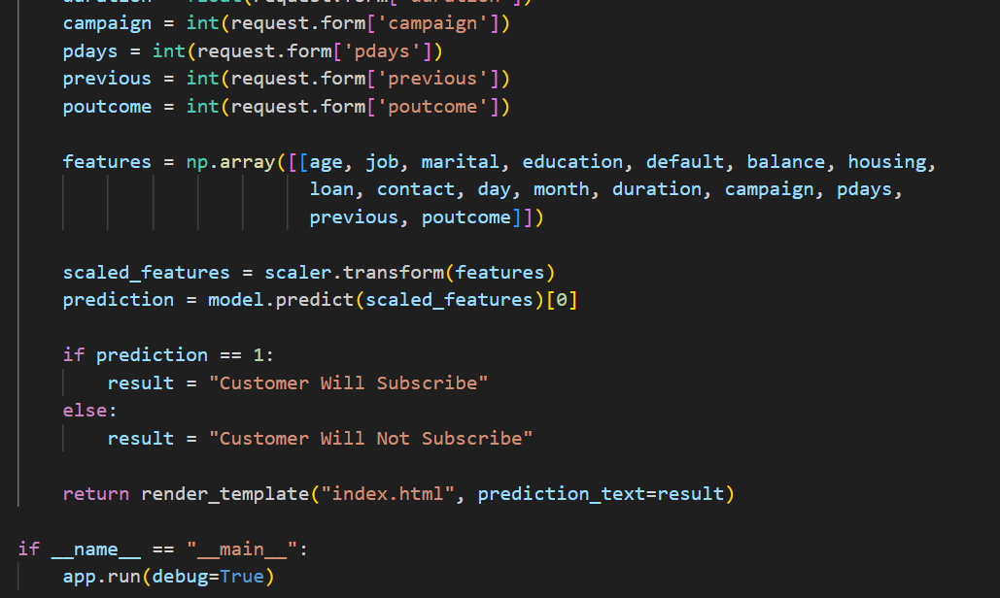 duration = float(request.form['duration'])
campaign = int(request.form['campaign'])
pdays = int(request.form['pdays'])
previous = int(request.form['previous'])
poutcome = int(request.form['poutcome'])
features = np.array([[age, job, marital, education, default, balance, housing,
loan, contact, day, month, duration, campaign, pdays,
previous, poutcome]])
scaled_features = scaler.transform(features)
prediction = model.predict(scaled_features)[0]
if prediction == 1:
result = "Customer Will Subscribe"
else:
result = "Customer Will Not Subscribe"
return render_template("index.html", prediction_text=result)
if __name__ == "__main__":
app.run(debug=True)